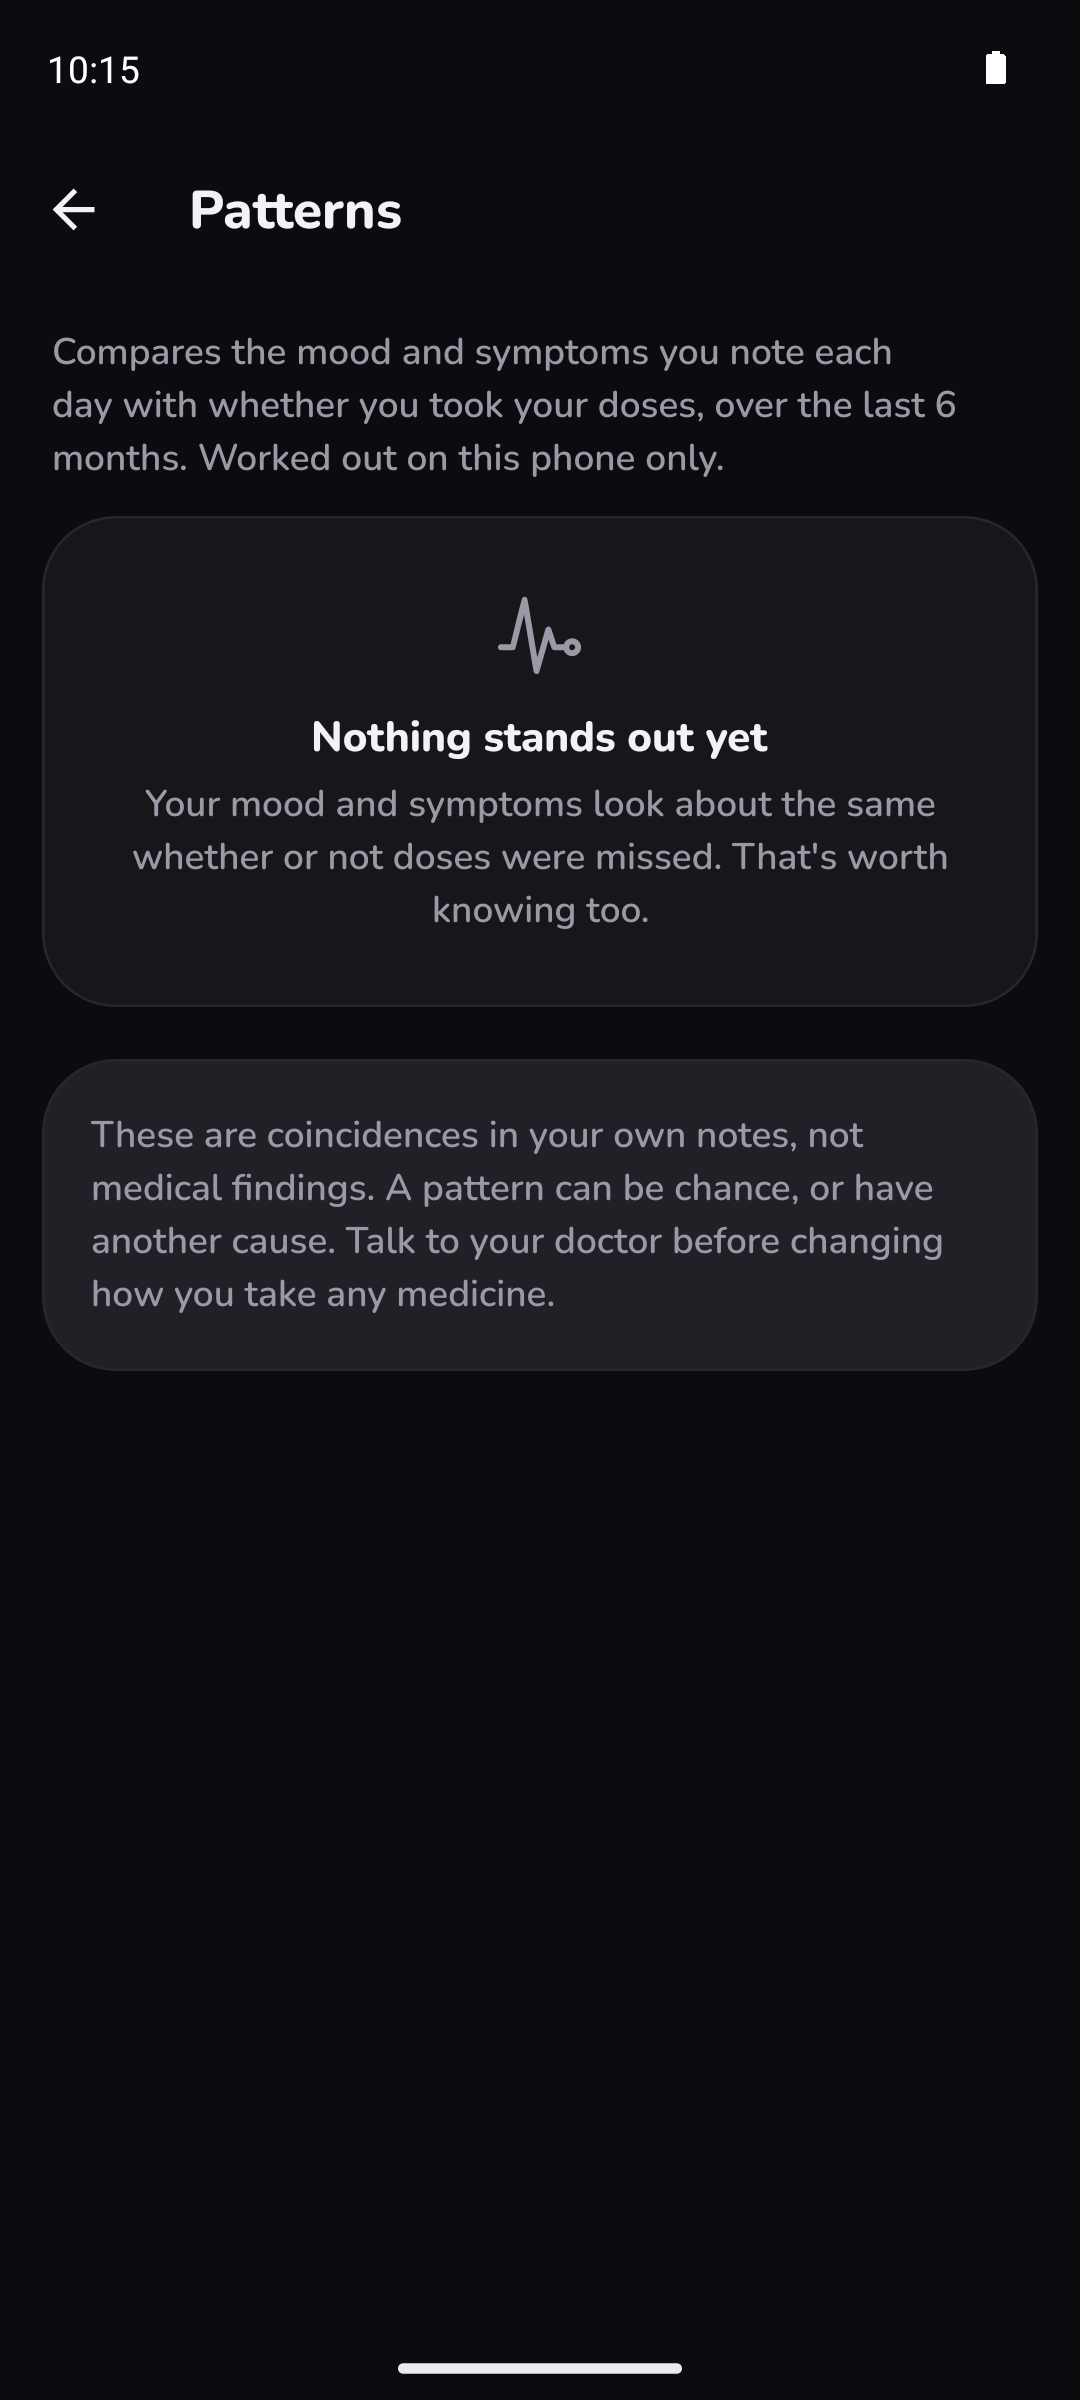 10:15
Patterns
Compares the mood and symptoms you note each
day with whether you took your doses, over the last 6
months. Worked out on this phone only.
Nothing stands out yet
Your mood and symptoms look about the same
whether or not doses were missed. That's worth
knowing too.
These are coincidences in your own notes, not
medical findings. A pattern can be chance, or have
another cause. Talk to your doctor before changing
how you take any medicine.